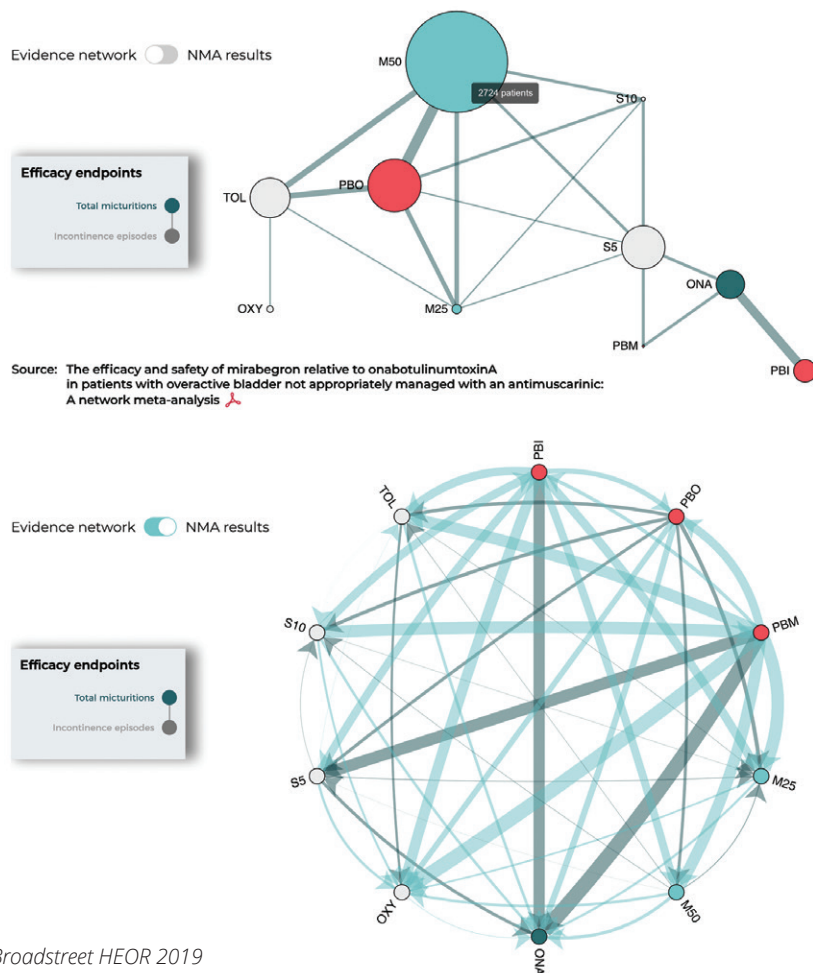 Evidence network NMA results
M50
2724 patients
S10
Efficacy endpoints
Total micturitions
Incontinence episodes
TOL
PBO
S5
ONA
OXY
M25
PBM
PBI
Source: The efficacy and safety of mirabegron relative to onabotulinumtoxinA
in patients with overactive bladder not appropriately managed with an antimuscarinic:
A network meta-analysis
Evidence network NMA results
PBI
TOL
PBO
S10
PBM
Efficacy endpoints
Total micturitions
Incontinence episodes
S5
M25
OXY
M50
ONA
Broadstreet HEOR 2019